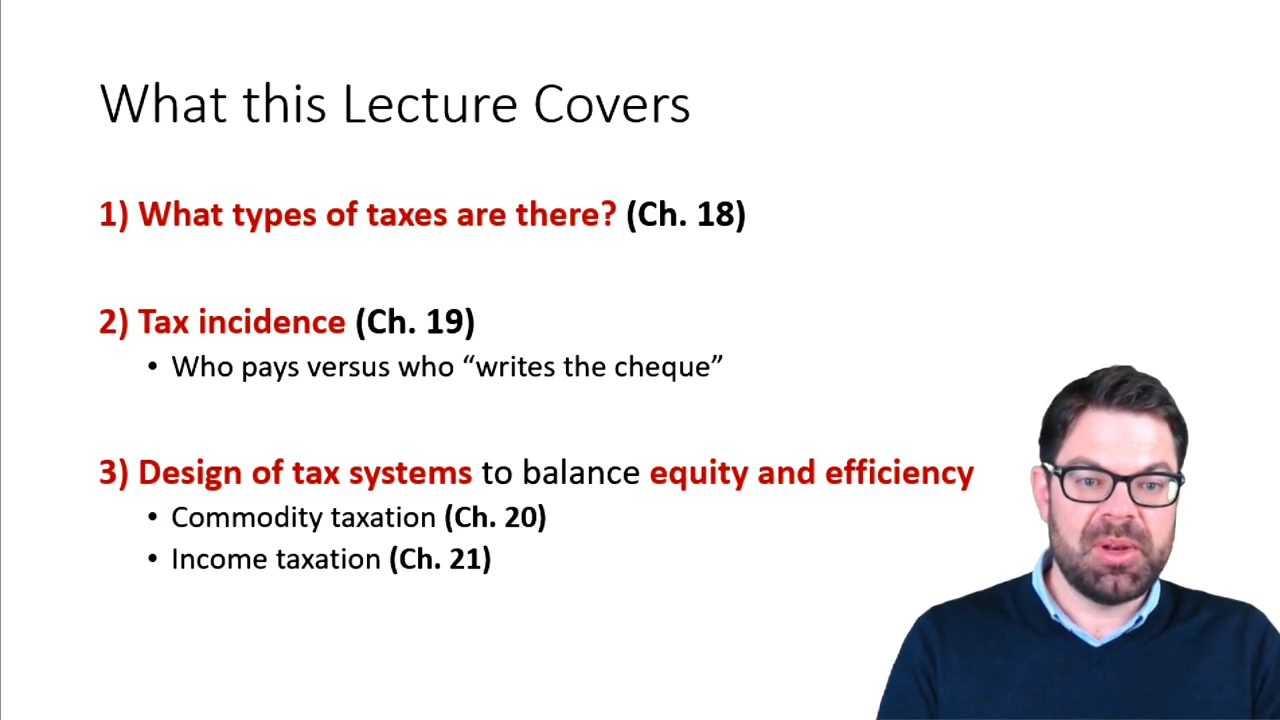 What this Lecture Covers
1) What types of taxes are there? (Ch. 18)
2) Tax incidence (Ch. 19)
• Who pays versus who “writes the cheque”
3) Design of tax systems to balance equity and efficiency
• Commodity taxation (Ch. 20)
• Income taxation (Ch. 21)